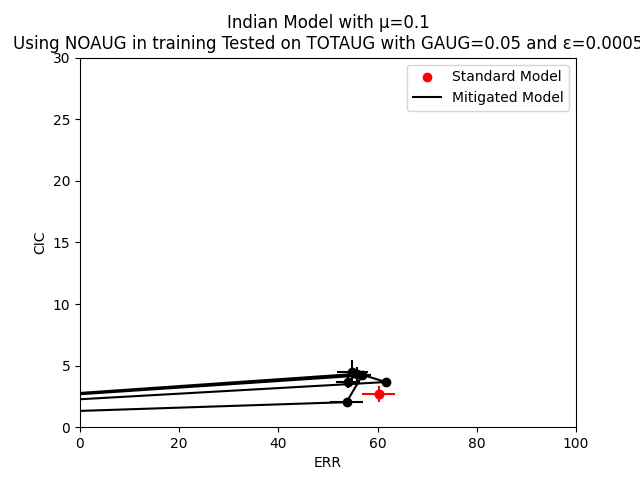 Indian Model with μ=0.1
Using NOAUG in training Tested on TOTAUG with GAUG=0.05 and ε=0.0005
Standard Model
Mitigated Model
30
25
20
15
10
5
0
CIC
0 20 40 60 80 100
ERR